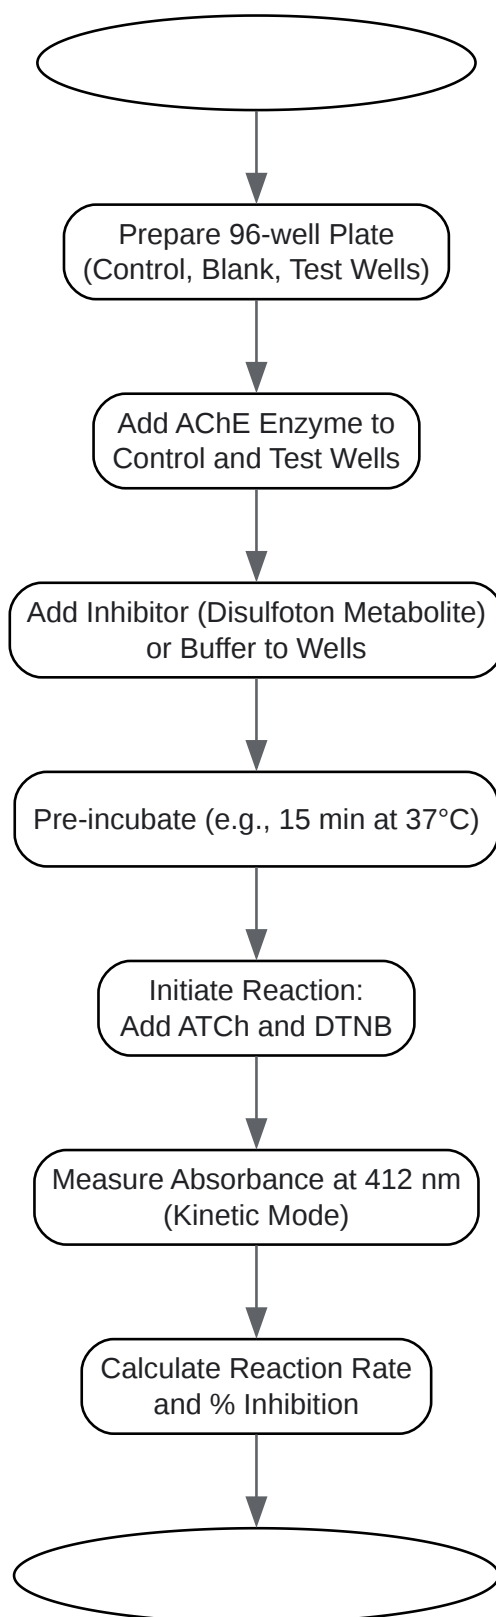 Prepare 96-well Plate
(Control, Blank, Test Wells)
Add AChE Enzyme to
Control and Test Wells
Add Inhibitor (Disulfoton Metabolite)
or Buffer to Wells
Pre-incubate (e.g., 15 min at 37°C)
Initiate Reaction:
Add ATCh and DTNB
Measure Absorbance at 412 nm
(Kinetic Mode)
Calculate Reaction Rate
and % Inhibition